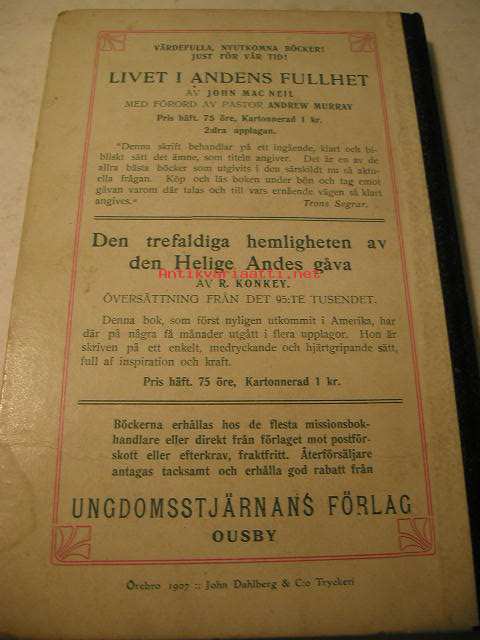 VÄRDEFULLA, NYUTKOMNA BÖCKER!
JUST FÖR VÅR TID!
LIVET I ANDENS FULLHET
AV JOHN MAC NEIL
MED FÖRORD AV PASTOR ANDREW MURRAY
Pris häft. 75 öre, Kartonnerad 1 kr.
2:dra upplagan.
"Denna skrift behandlar på ett ingående, klart och bi-
bliskt sätt det ämne, som titeln angiver. Det är en av de
allra bästa böcker som utgivits i den särskildt nu så aktu-
ella frågan. Köp och läs boken under bön och tag emot
gåvan varom där talas och till vars ernående vägen så klart
angives."
Trons Segrar.
Den trefaldiga hemligheten av
den Helige Andes gåva
Antikvariaatti.net
AV R. KONKEY.
ÖVERSÄTTNING FRÅN DET 95:TE TUSENDET.
Denna bok, som först nyligen utkommit i Amerika, har
där på några få månader utgått i flera upplagor. Hon är
skriven på ett enkelt, medryckande och hjärtgripande sätt,
full af inspiration och kraft.
Pris häft. 75 öre, Kartonnerad 1 kr.
Böckerna erhållas hos de flesta missionsbok-
handlare eller direkt från förlaget mot postför-
skott eller efterkrav, fraktfritt. Återförsäljare
antagas tacksamt och erhålla god rabatt från
UNGDOMSSTJÄRNANS FÖRLAG
OUSBY
Örebro 1907 :: John Dahlberg & C:o Tryckeri